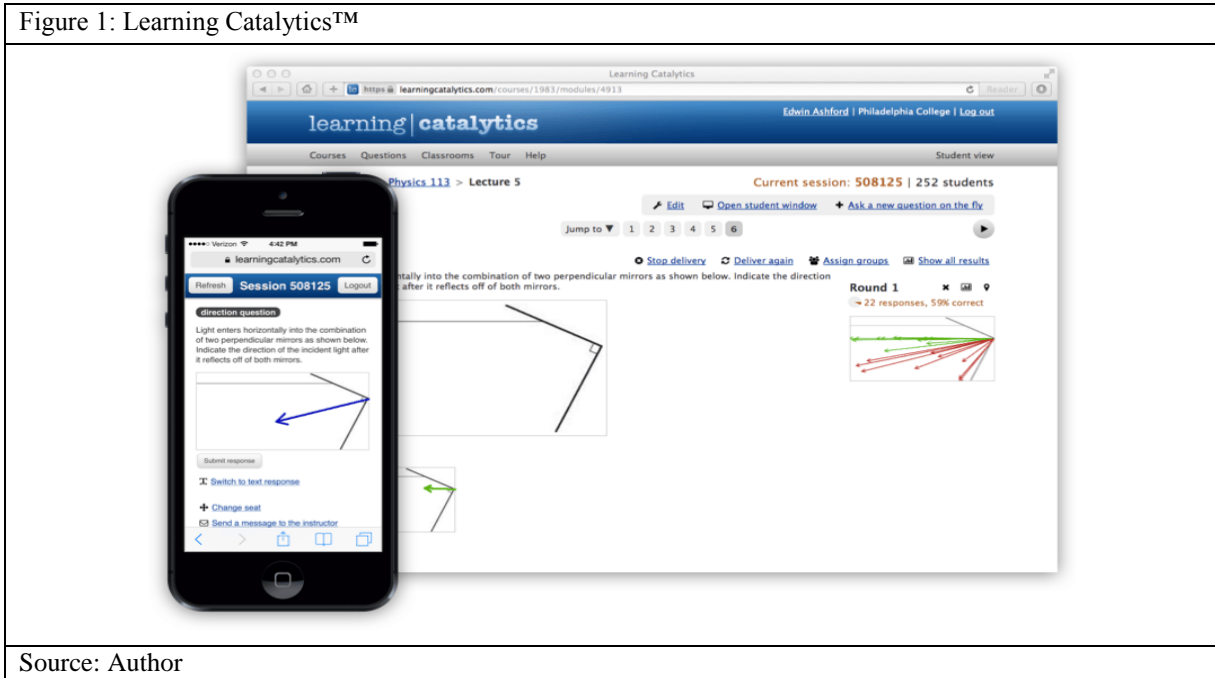 Figure 1: Learning Catalytics™
Learning Catalytics
https learningcatalytics.com/courses/1983/modules/4913
Reader
learning|catalytics
Edwin Ashford | Philadelphia College | Log out
Courses Questions Classrooms Tour Help
Student view
Physics 113 > Lecture 5
Current session: 508125 | 252 students
Edit Open student window Ask a new question on the fly
Jump to ▼ 1 2 3 4 5 6
Stop delivery Deliver again Assign groups Show all results
ntally into the combination of two perpendicular mirrors as shown below. Indicate the direction
after it reflects off of both mirrors.
Round 1
22 responses, 59% correct
Verizon 4:42 PM
learningcatalytics.com
Refresh Session 508125 Logout
direction question
Light enters horizontally into the combination
of two perpendicular mirrors as shown below.
Indicate the direction of the incident light after
it reflects off of both mirrors.
Submit response
Switch to text response
Change seat
Send a message to the instructor
Source: Author